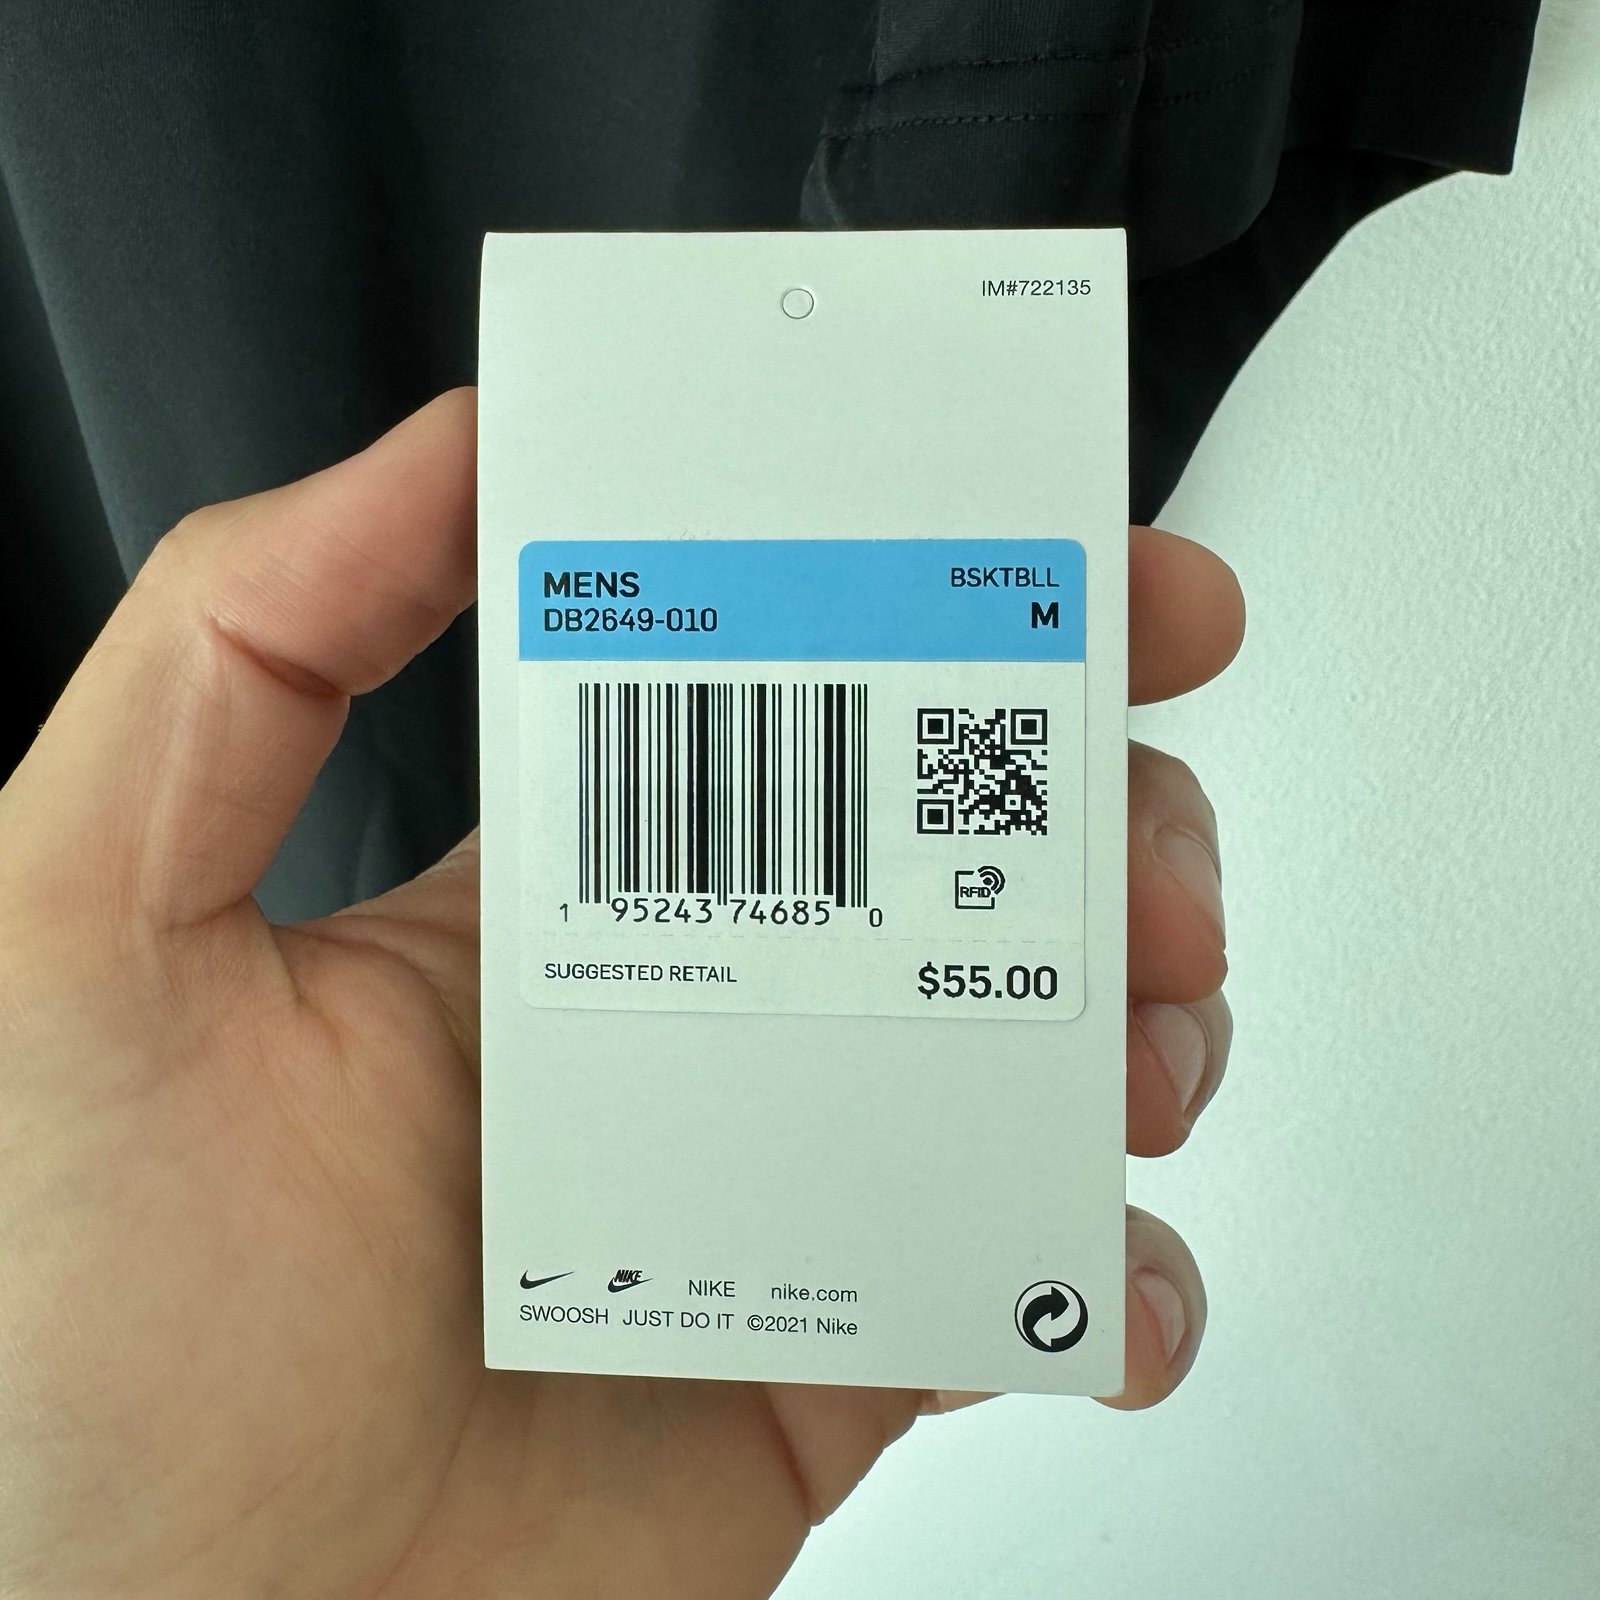 IM#722135
MENS
BSKTBLL
DB2649-010
M
1 95243 74685 0
RFID
SUGGESTED RETAIL
$55.00
NIKE NIKE nike.com
SWOOSH JUST DO IT ©2021 Nike